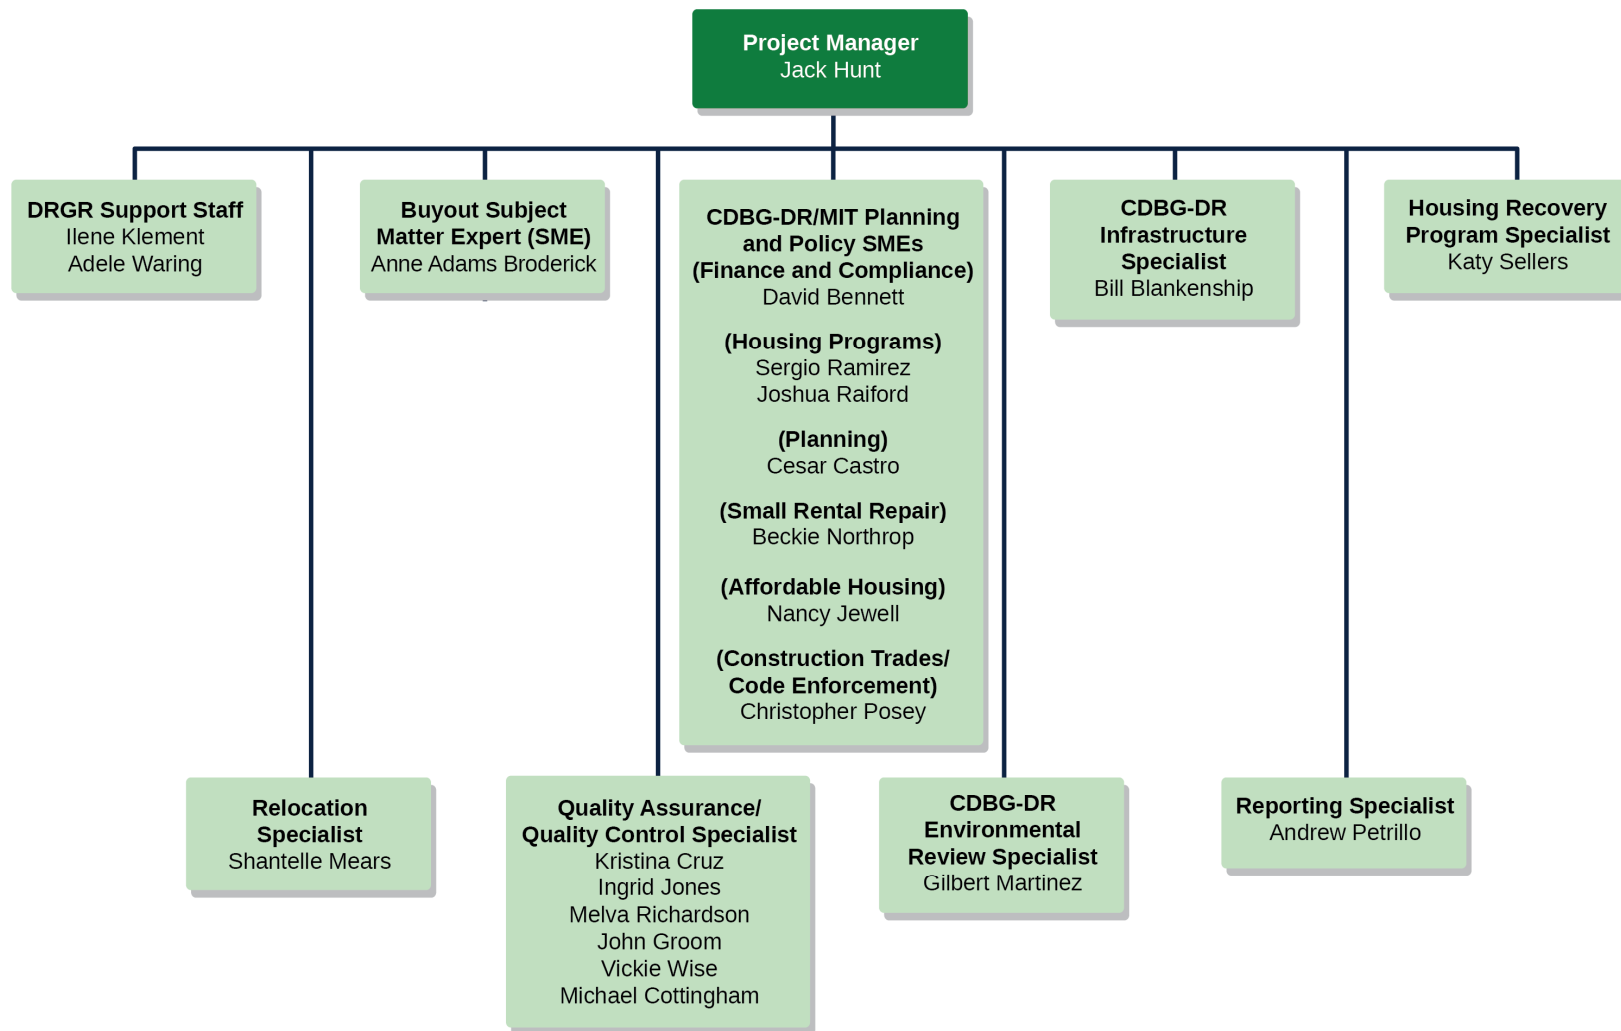 Project Manager
Jack Hunt
DRGR Support Staff
Ilene Klement
Adele Waring
Buyout Subject
Matter Expert (SME)
Anne Adams Broderick
CDBG-DR/MIT Planning
and Policy SMEs
(Finance and Compliance)
David Bennett
(Housing Programs)
Sergio Ramirez
Joshua Raiford
(Planning)
Cesar Castro
(Small Rental Repair)
Beckie Northrop
(Affordable Housing)
Nancy Jewell
(Construction Trades/
Code Enforcement)
Christopher Posey
CDBG-DR
Infrastructure
Specialist
Bill Blankenship
Housing Recovery
Program Specialist
Katy Sellers
Relocation
Specialist
Shantelle Mears
Quality Assurance/
Quality Control Specialist
Kristina Cruz
Ingrid Jones
Melva Richardson
John Groom
Vickie Wise
Michael Cottingham
CDBG-DR
Environmental
Review Specialist
Gilbert Martinez
Reporting Specialist
Andrew Petrillo